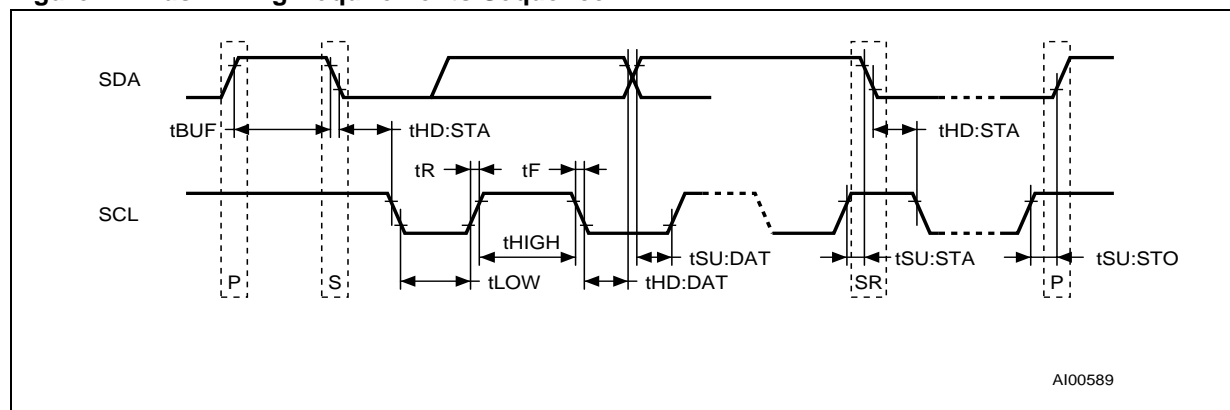 SDA
tBUF
tHD:STA
tHD:STA
tR
tF
SCL
tHIGH
tSU:DAT
tSU:STA
tSU:STO
P
S
tLOW
tHD:DAT
SR
P
AI00589